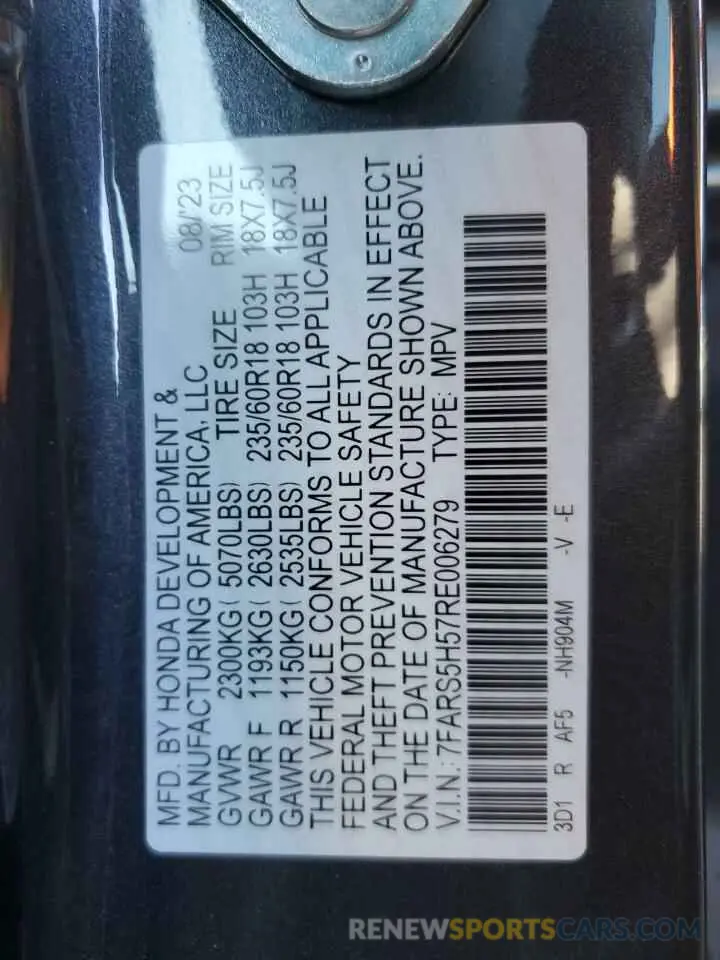 MFD. BY HONDA DEVELOPMENT &
MANUFACTURING OF AMERICA, LLC 08/'23
GVWR 2300KG( 5070LBS) TIRE SIZE RIM SIZE
GAWR F 1193KG( 2630LBS) 235/60R18 103H 18X7.5J
GAWR R 1150KG( 2535LBS) 235/60R18 103H 18X7.5J
THIS VEHICLE CONFORMS TO ALL APPLICABLE
FEDERAL MOTOR VEHICLE SAFETY
AND THEFT PREVENTION STANDARDS IN EFFECT
ON THE DATE OF MANUFACTURE SHOWN ABOVE.
V.I.N.: 7FARS5H57RE006279 TYPE: MPV
3D1 R AF5 -NH904M -V -E
RENEWSPORTSCARS.COM